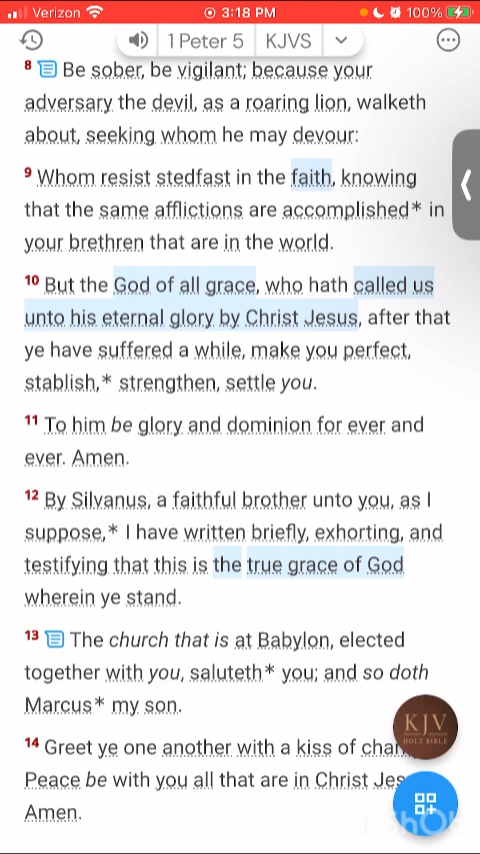 Verizon 3:18 PM 100%
1 Peter 5 KJVS
8 Be sober, be vigilant; because your
adversary the devil, as a roaring lion, walketh
about, seeking whom he may devour:
9 Whom resist stedfast in the faith, knowing
that the same afflictions are accomplished* in
your brethren that are in the world.
10 But the God of all grace, who hath called us
unto his eternal glory by Christ Jesus, after that
ye have suffered a while, make you perfect,
stablish,* strengthen, settle you.
11 To him be glory and dominion for ever and
ever. Amen.
12 By Silvanus, a faithful brother unto you, as I
suppose,* I have written briefly, exhorting, and
testifying that this is the true grace of God
wherein ye stand.
13 The church that is at Babylon, elected
together with you, saluteth* you; and so doth
Marcus* my son.
KJV
HOLY BIBLE
14 Greet ye one another with a kiss of
Peace be with you all that are in Christ
Amen.